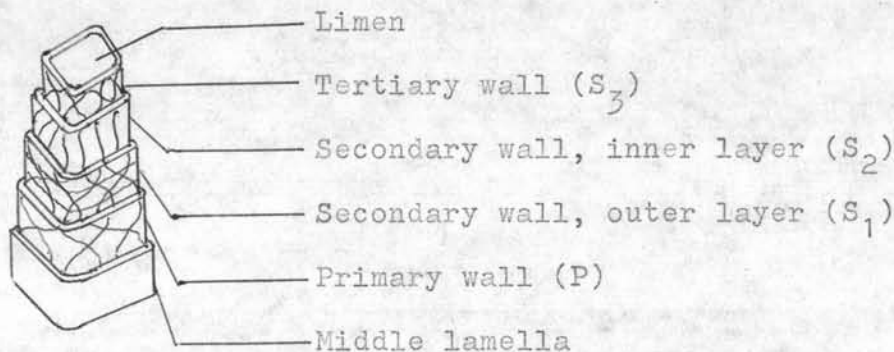 Limen
Tertiary wall (S₃)
Secondary wall, inner layer (S₂)
Secondary wall, outer layer (S₁)
Primary wall (P)
Middle lamella